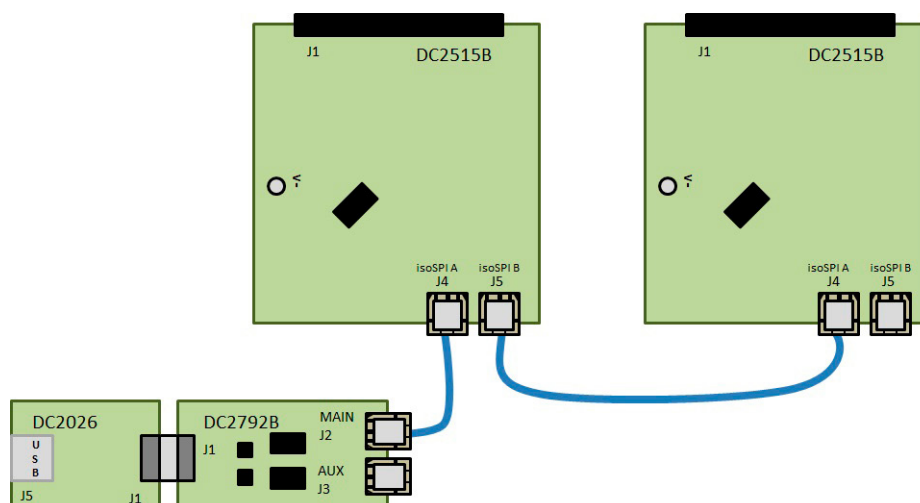 J1
DC2515B
V-
isoSPI A
isoSPI B
J4
J5
J1
DC2515B
V-
isoSPI A
isoSPI B
J4
J5
DC2026
U
S
B
J5
J1
DC2792B
J1
MAIN
J2
AUX
J3